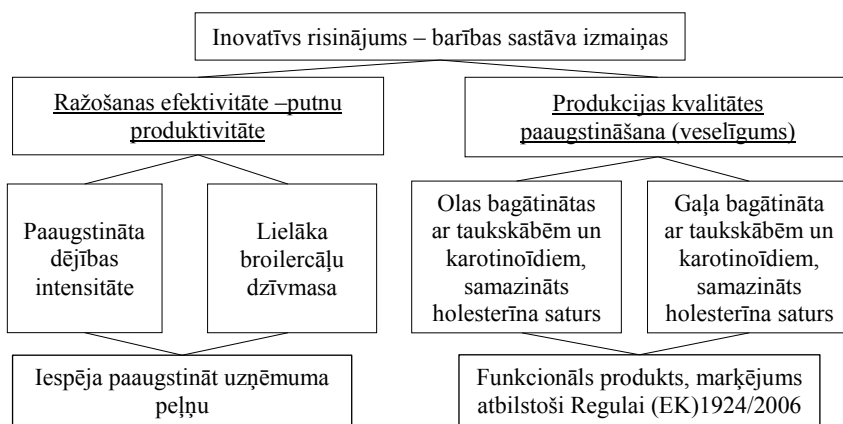 Inovatīvs risinājums – barības sastāva izmaiņas
Ražošanas efektivitāte –putnu
produktivitāte
Produkcijas kvalitātes
paaugstināšana (veselīgums)
Paaugstināta
dējības
intensitāte
Lielāka
broilercāļu
dzīvmasa
Olas bagātinātas
ar taukskābēm un
karotinoīdiem,
samazināts
holesterīna saturs
Gaļa bagātināta
ar taukskābēm un
karotinoīdiem,
samazināts
holesterīna saturs
Iespēja paaugstināt uzņēmuma
peļņu
Funkcionāls produkts, marķējums
atbilstoši Regulai (EK)1924/2006